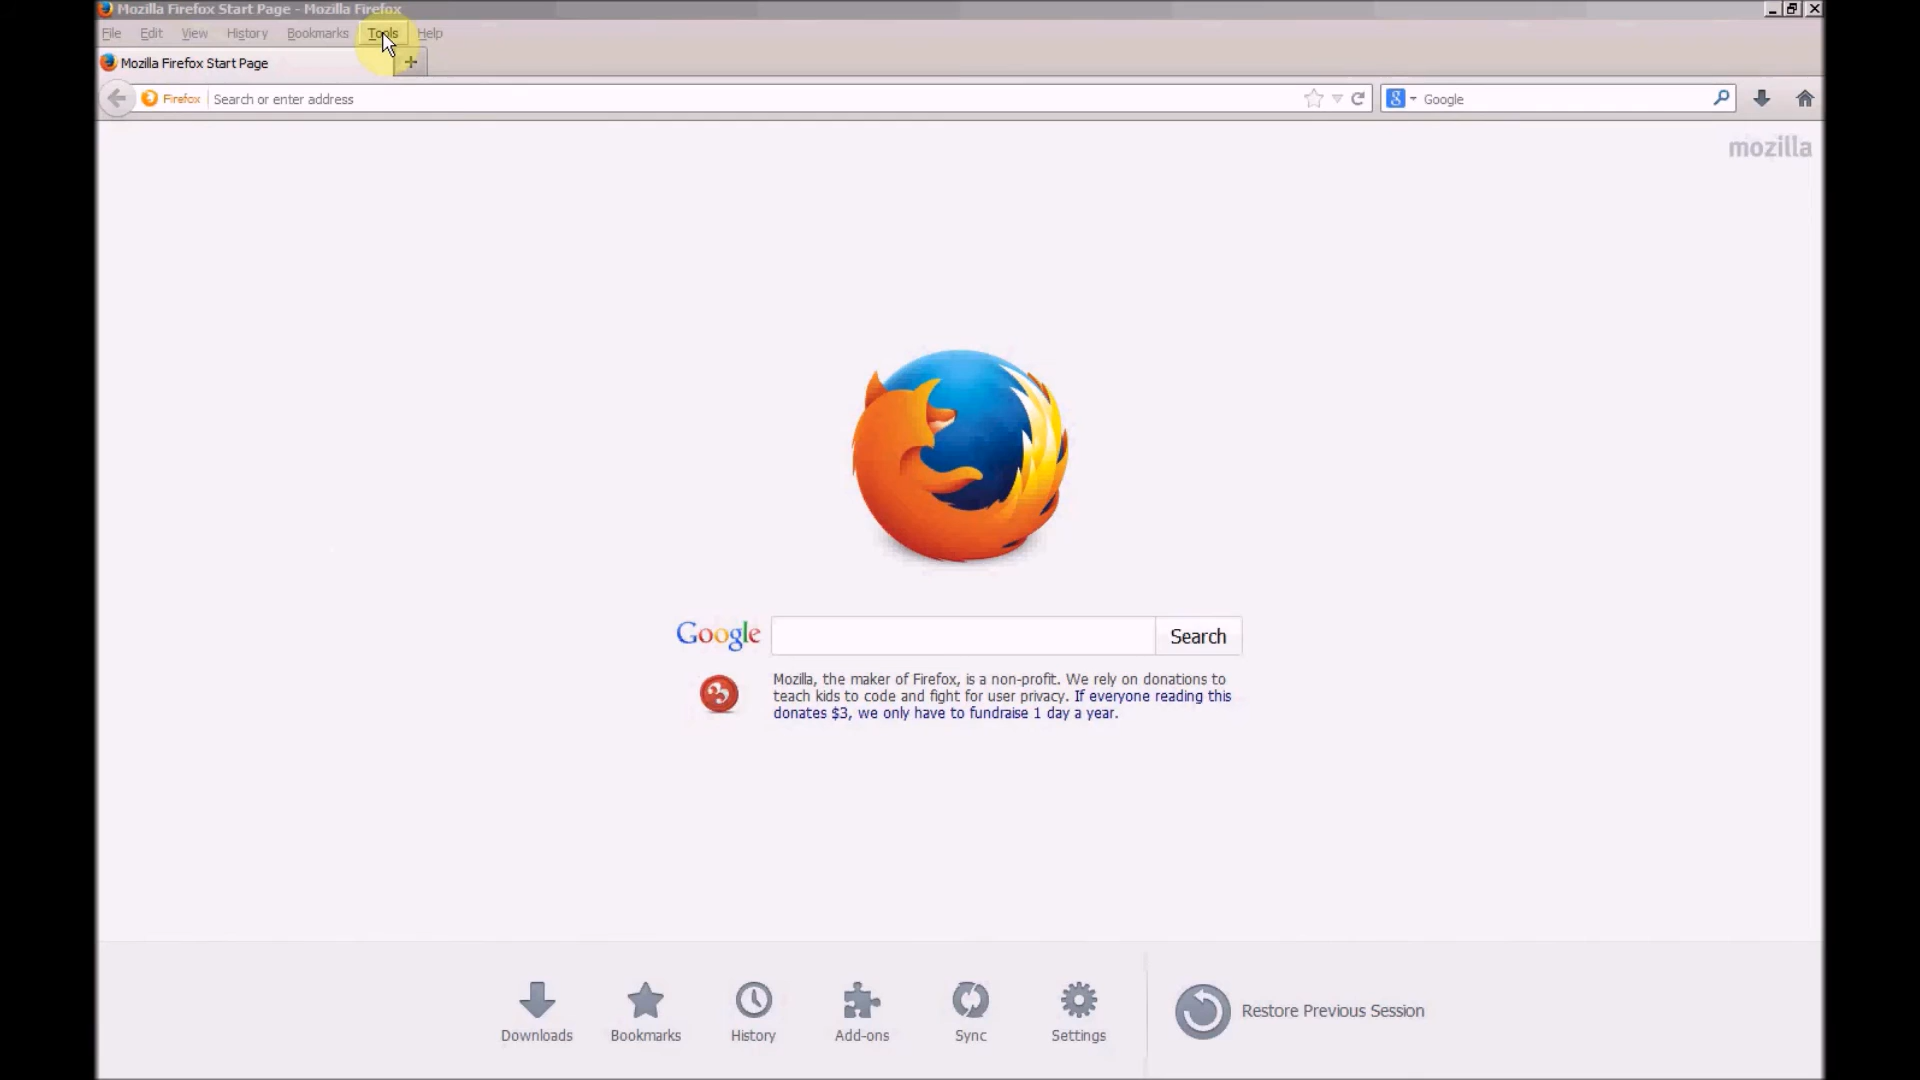 Mozilla Firefox Start Page - Mozilla Firefox
File Edit View History Bookmarks Tools Help
Mozilla Firefox Start Page +
Firefox Search or enter address 8 Google
mozilla
Google Search
Mozilla, the maker of Firefox, is a non-profit. We rely on donations to
teach kids to code and fight for user privacy. If everyone reading this
donates $3, we only have to fundraise 1 day a year.
3
Downloads Bookmarks History Add-ons Sync Settings Restore Previous Session